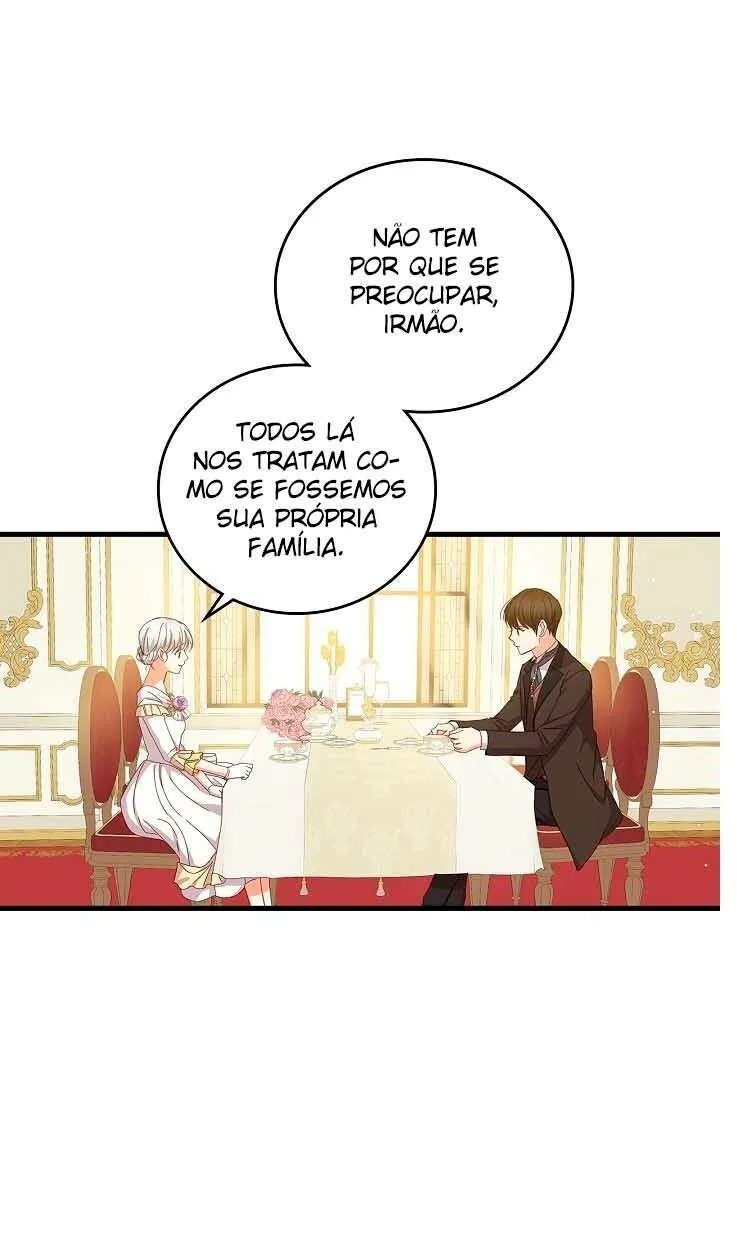 NÃO TEM
POR QUE SE
PREOCUPAR,
IRMÃO.
TODOS LÁ
NOS TRATAM CO-
MO SE FOSSEMOS
SUA PRÓPRIA
FAMÍLIA.